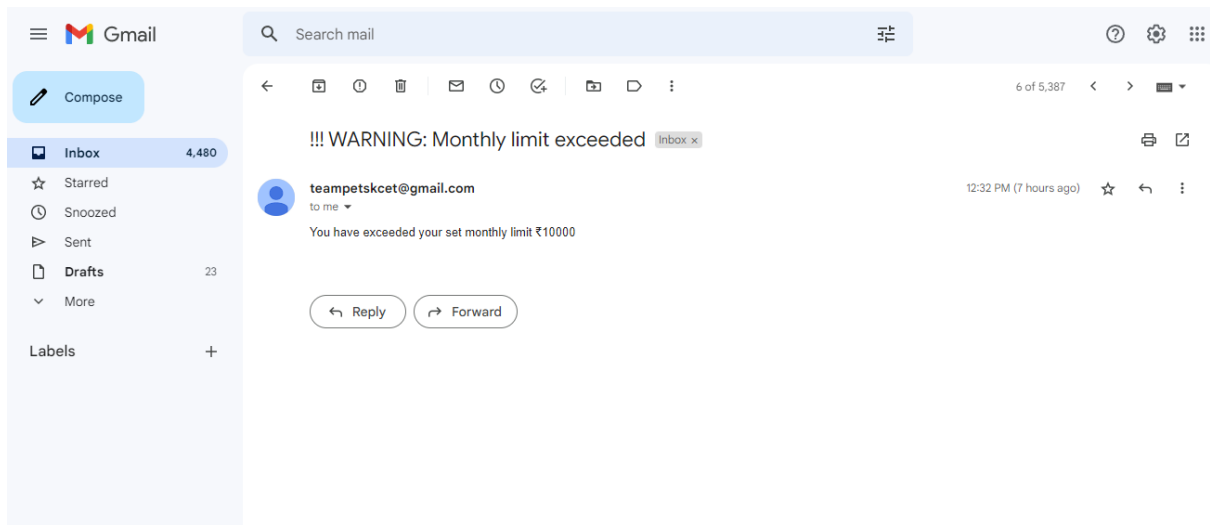 Gmail
Search mail
Compose
6 of 5,387
!!! WARNING: Monthly limit exceeded Inbox ×
Inbox 4,480
Starred
Snoozed
Sent
Drafts 23
More
Labels +
teampetskcet@gmail.com 12:32 PM (7 hours ago)
to me
You have exceeded your set monthly limit ₹10000
Reply Forward